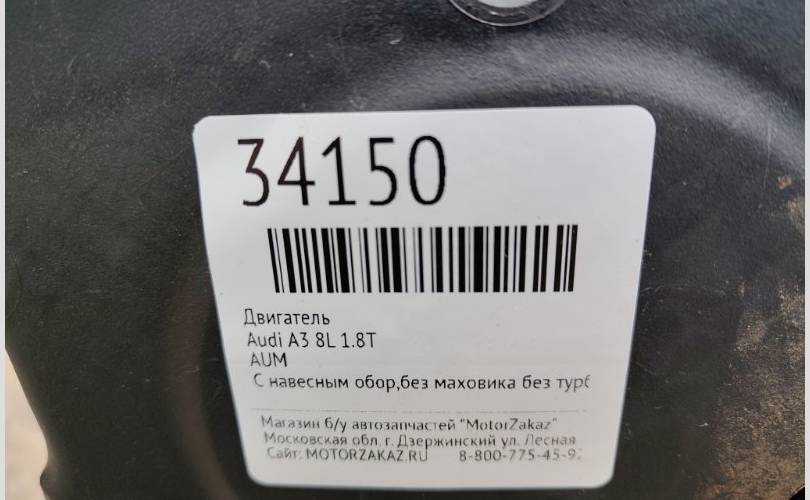 34150
Двигатель
Audi A3 8L 1.8T
AUM
С навесным обор,без маховика без турб
Магазин б/у автозапчастей "MotorZakaz"
Московская обл. г. Дзержинский ул. Лесная
Сайт: MOTORZAKAZ.RU 8-800-775-45-9